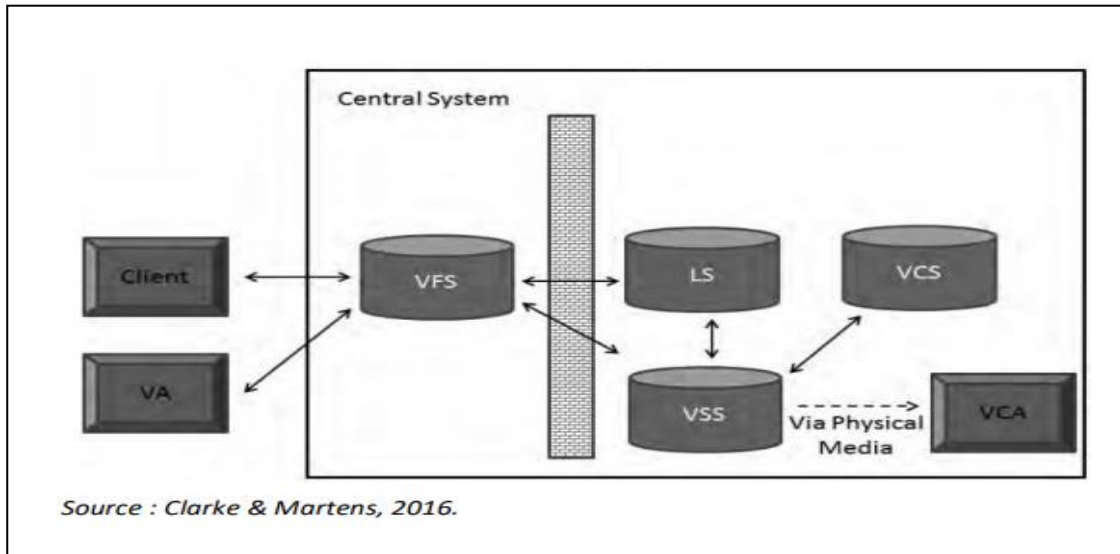 Central System
Client
VFS
LS
VCS
VA
VSS
Via Physical
Media
VCA
Source : Clarke & Martens, 2016.